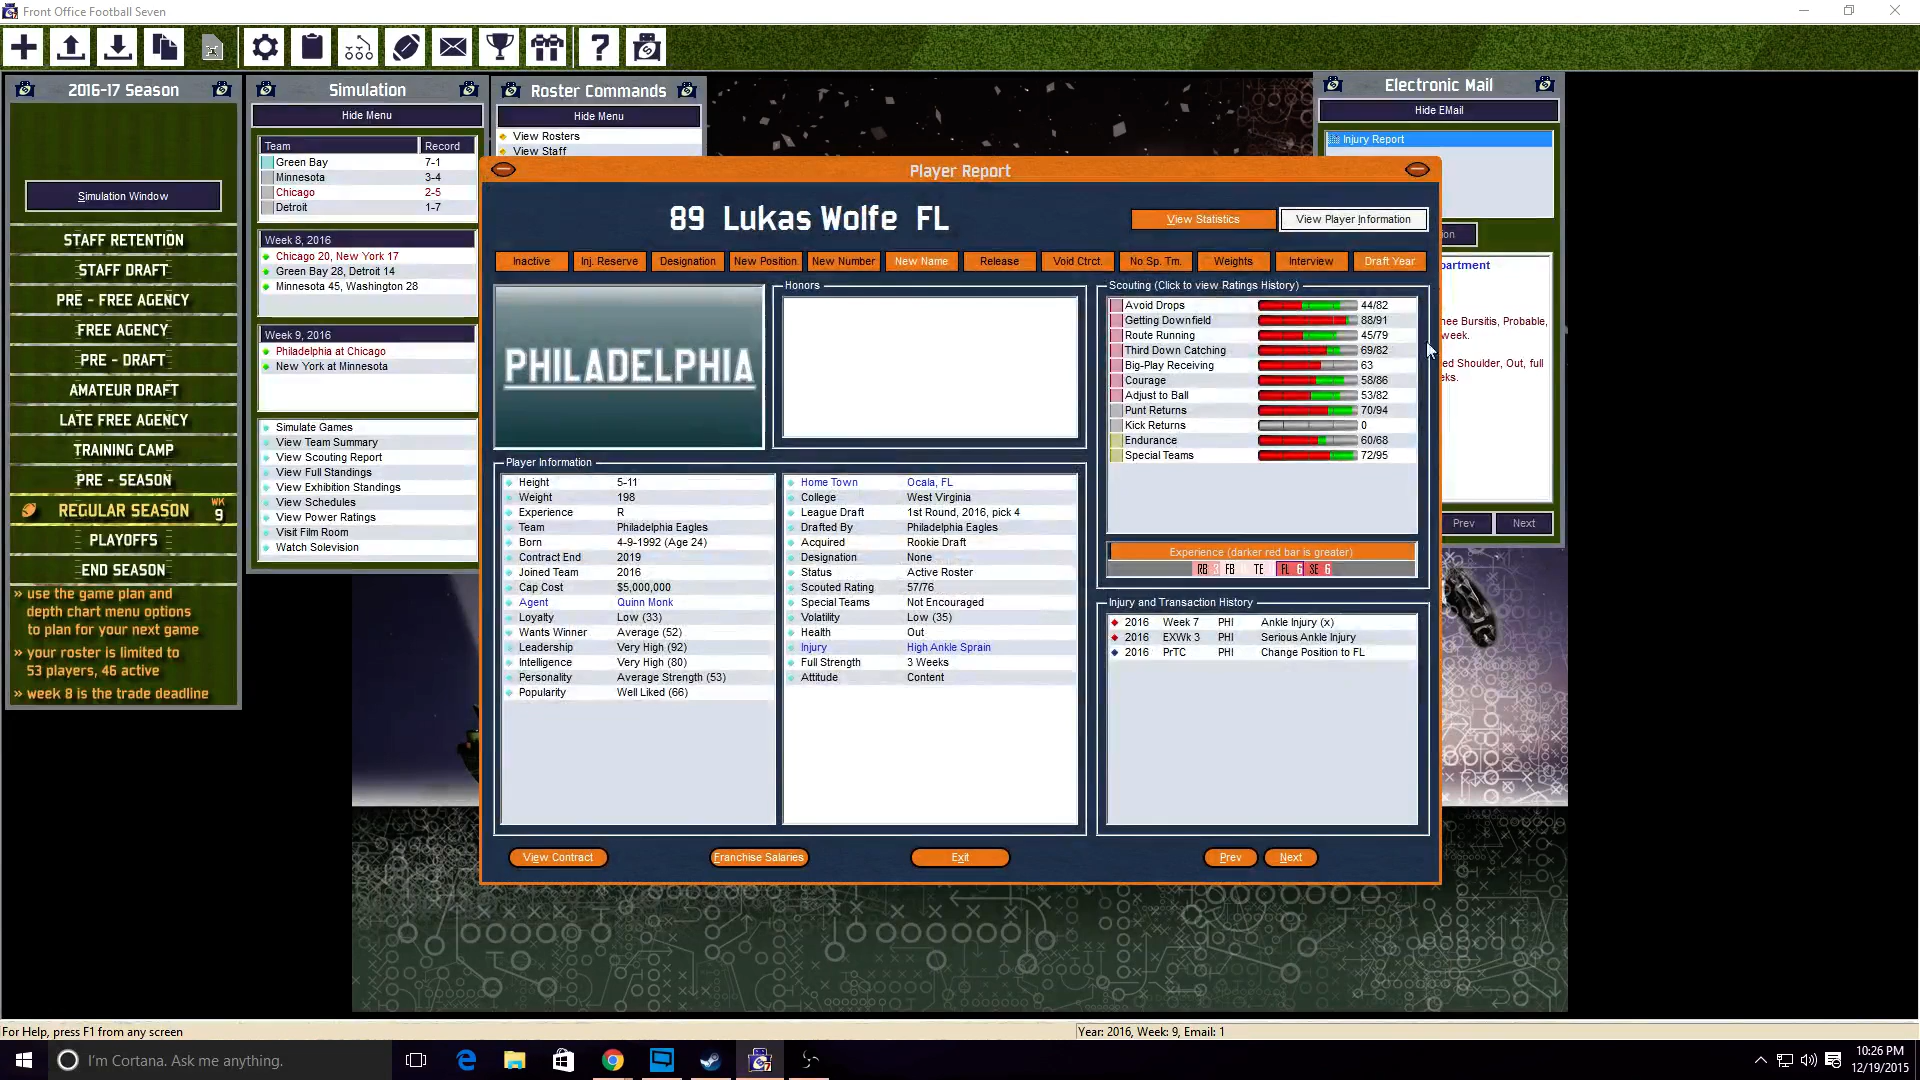 Front Office Football Seven
2016-17 Season
Simulation Window
STAFF RETENTION
STAFF DRAFT
PRE - FREE AGENCY
FREE AGENCY
PRE - DRAFT
AMATEUR DRAFT
LATE FREE AGENCY
TRAINING CAMP
PRE - SEASON
REGULAR SEASON WK 9
PLAYOFFS
END SEASON
» use the game plan and
depth chart menu options
to plan for your next game
» your roster is limited to
53 players, 46 active
» week 8 is the trade deadline
Simulation
Hide Menu
Team Record
Green Bay 7-1
Minnesota 3-4
Chicago 2-5
Detroit 1-7
Week 8, 2016
Chicago 20, New York 17
Green Bay 28, Detroit 14
Minnesota 45, Washington 28
Week 9, 2016
Philadelphia at Chicago
New York at Minnesota
Simulate Games
View Team Summary
View Scouting Report
View Full Standings
View Exhibition Standings
View Schedules
View Power Ratings
Visit Film Room
Watch Solevision
Roster Commands
Hide Menu
View Rosters
View Staff
Electronic Mail
Hide EMail
Injury Report
on
artment
nee Bursitis, Probable,
week.
ed Shoulder, Out, full
eks.
Prev Next
Player Report
89 Lukas Wolfe FL
View Statistics View Player Information
Inactive Inj. Reserve Designation New Position New Number New Name Release Void Ctrct. No Sp. Tm. Weights Interview Draft Year
PHILADELPHIA
Honors
Scouting (Click to view Ratings History)
Avoid Drops 44/82
Getting Downfield 88/91
Route Running 45/79
Third Down Catching 69/82
Big-Play Receiving 63
Courage 58/86
Adjust to Ball 53/82
Punt Returns 70/94
Kick Returns 0
Endurance 60/68
Special Teams 72/95
Experience (darker red bar is greater)
RB 3 FB TE FL 6 SE 6
Player Information
Height 5-11
Weight 198
Experience R
Team Philadelphia Eagles
Born 4-9-1992 (Age 24)
Contract End 2019
Joined Team 2016
Cap Cost $5,000,000
Agent Quinn Monk
Loyalty Low (33)
Wants Winner Average (52)
Leadership Very High (92)
Intelligence Very High (80)
Personality Average Strength (53)
Popularity Well Liked (66)
Home Town Ocala, FL
College West Virginia
League Draft 1st Round, 2016, pick 4
Drafted By Philadelphia Eagles
Acquired Rookie Draft
Designation None
Status Active Roster
Scouted Rating 57/76
Special Teams Not Encouraged
Volatility Low (35)
Health Out
Injury High Ankle Sprain
Full Strength 3 Weeks
Attitude Content
Injury and Transaction History
2016 Week 7 PHI Ankle Injury (x)
2016 EXWk 3 PHI Serious Ankle Injury
2016 PrTC PHI Change Position to FL
View Contract Franchise Salaries Exit Prev Next
For Help, press F1 from any screen
Year: 2016, Week: 9, Email: 1
I'm Cortana. Ask me anything.
10:26 PM
12/19/2015